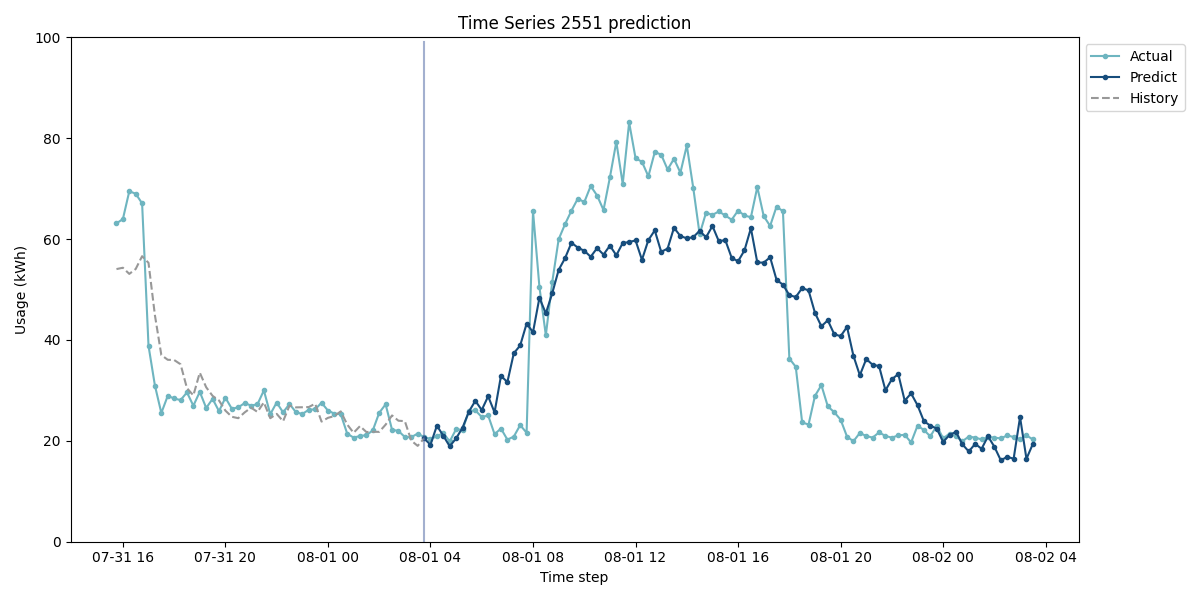 Time Series 2551 prediction
100
80
60
40
20
0
Usage (kWh)
07-31 16
07-31 20
08-01 00
08-01 04
08-01 08
08-01 12
08-01 16
08-01 20
08-02 00
08-02 04
Time step
Actual
Predict
History